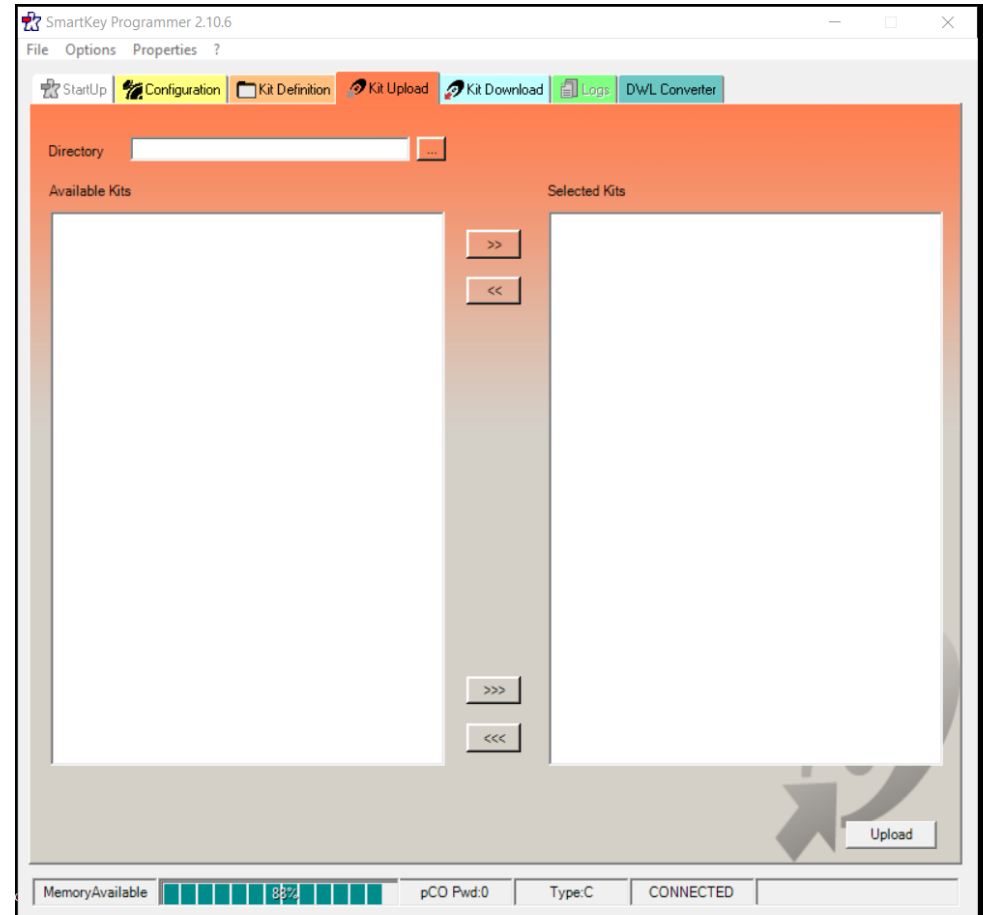 SmartKey Programmer 2.10.6
File Options Properties ?
StartUp Configuration Kit Definition Kit Upload Kit Download Logs DWL Converter
Directory ...
Available Kits Selected Kits
>>
<<
>>>
<<<
Upload
MemoryAvailable 88% pCO Pwd:0 Type:C CONNECTED